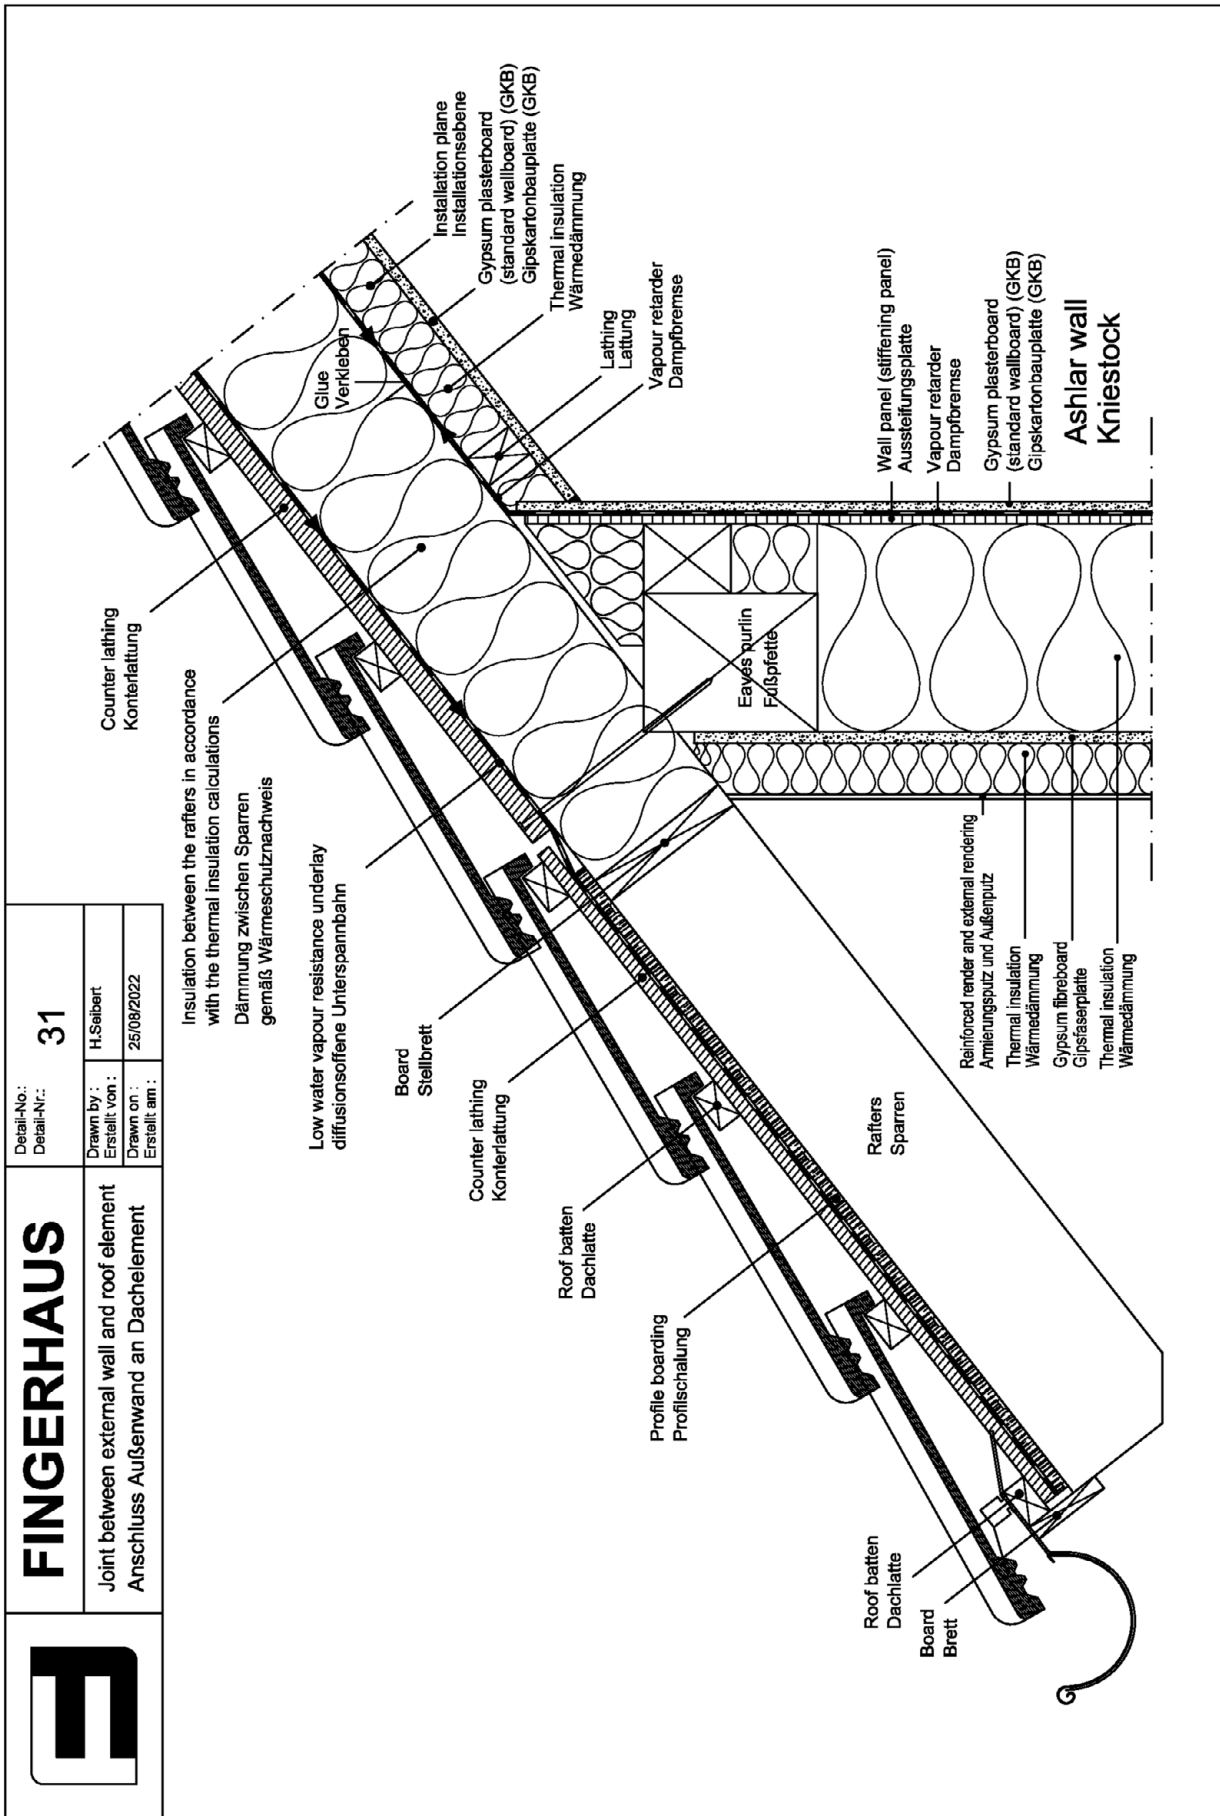 FINGERHAUS
Detail-No.:
Detail-Nr.:
31
Joint between external wall and roof element
Anschluss Außenwand an Dachelement
Drawn by :
Erstellt von :
H.Seibert
Drawn on :
Erstellt am :
25/08/2022
Counter lathing
Konterlattung
Insulation between the rafters in accordance
with the thermal insulation calculations
Dämmung zwischen Sparren
gemäß Wärmeschutznachweis
Low water vapour resistance underlay
diffusionsoffene Unterspannbahn
Board
Stellbrett
Counter lathing
Konterlattung
Roof batten
Dachlatte
Profile boarding
Profilschalung
Roof batten
Dachlatte
Board
Brett
Glue
Verkleben
Installation plane
Installationsebene
Gypsum plasterboard
(standard wallboard) (GKB)
Gipskartonbauplatte (GKB)
Thermal insulation
Wärmedämmung
Lathing
Lattung
Vapour retarder
Dampfbremse
Eaves purlin
Fußpfette
Wall panel (stiffening panel)
Aussteifungsplatte
Vapour retarder
Dampfbremse
Gypsum plasterboard
(standard wallboard) (GKB)
Gipskartonbauplatte (GKB)
Ashlar wall
Kniestock
Rafters
Sparren
Reinforced render and external rendering
Armierungsputz und Außenputz
Thermal insulation
Wärmedämmung
Gypsum fibreboard
Gipsfaserplatte
Thermal insulation
Wärmedämmung